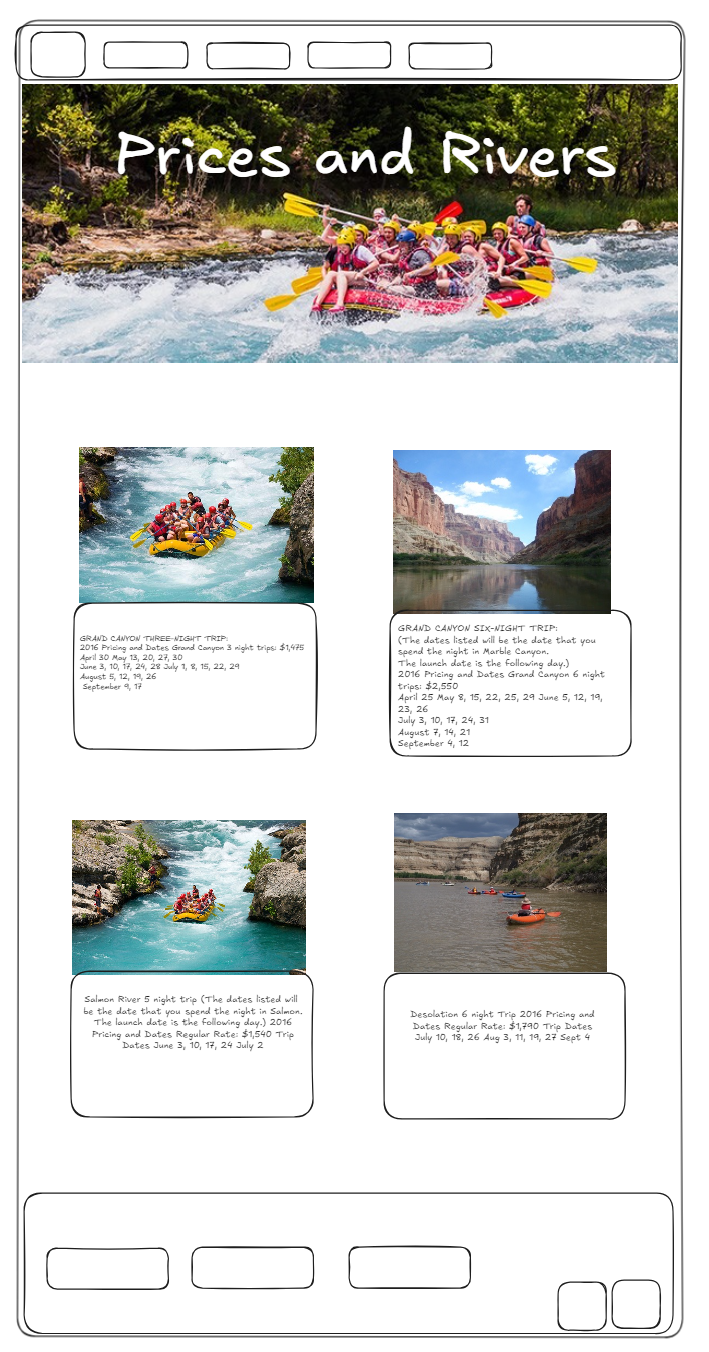 Prices and Rivers
GRAND CANYON THREE-NIGHT TRIP:
2016 Pricing and Dates Grand Canyon 3 night trips: $1,475
April 30 May 13, 20, 27, 30
June 3, 10, 17, 24, 28 July 1, 8, 15, 22, 29
August 5, 12, 19, 26
September 9, 17
GRAND CANYON SIX-NIGHT TRIP:
(The dates listed will be the date that you
spend the night in Marble Canyon.
The launch date is the following day.)
2016 Pricing and Dates Grand Canyon 6 night
trips: $2,550
April 25 May 8, 15, 22, 25, 29 June 5, 12, 19,
23, 26
July 3, 10, 17, 24, 31
August 7, 14, 21
September 4, 12
Salmon River 5 night trip (The dates listed will
be the date that you spend the night in Salmon.
The launch date is the following day.) 2016
Pricing and Dates Regular Rate: $1,540 Trip
Dates June 3, 10, 17, 24 July 2
Desolation 6 night Trip 2016 Pricing and
Dates Regular Rate: $1,790 Trip Dates
July 10, 18, 26 Aug 3, 11, 19, 27 Sept 4